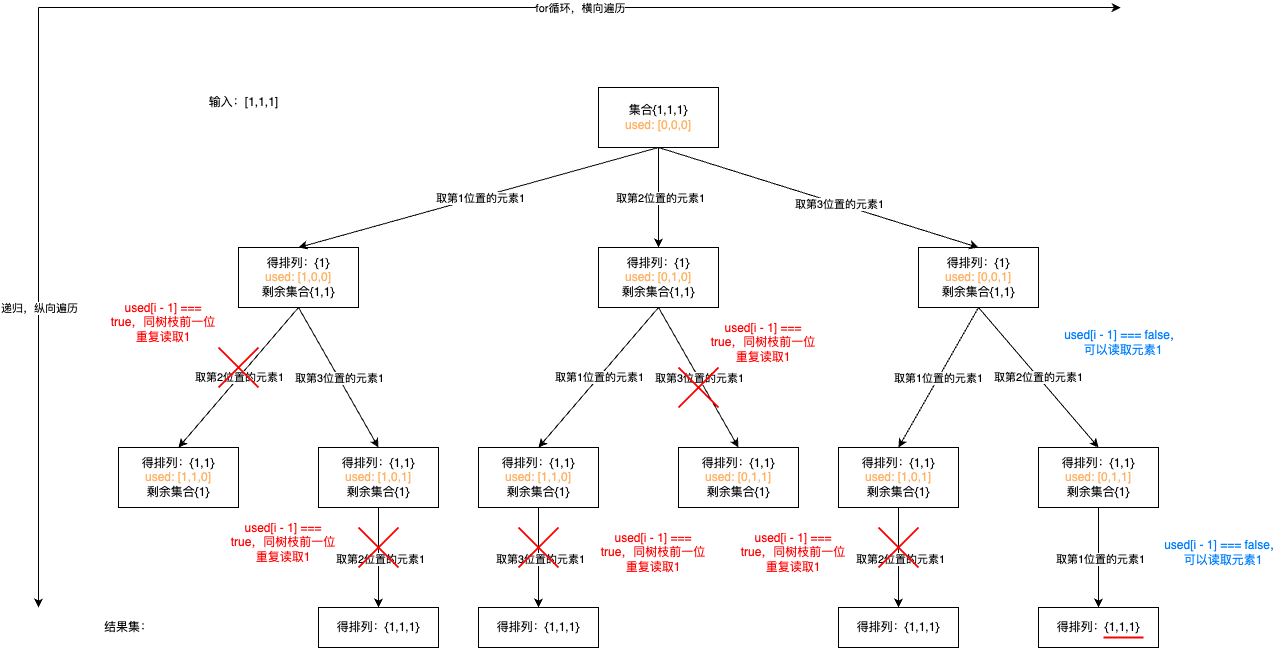 for循环，横向遍历
输入：[1,1,1]
集合{1,1,1}
used: [0,0,0]
取第1位置的元素1
取第2位置的元素1
取第3位置的元素1
得排列：{1}
used: [1,0,0]
剩余集合{1,1}
得排列：{1}
used: [0,1,0]
剩余集合{1,1}
得排列：{1}
used: [0,0,1]
剩余集合{1,1}
递归，纵向遍历
used[i - 1] ===
true，同树枝前一位
重复读取1
used[i - 1] ===
true，同树枝前一位
重复读取1
used[i - 1] === false,
可以读取元素1
取第2位置的元素1
取第3位置的元素1
取第1位置的元素1
取第3位置的元素1
取第1位置的元素1
取第2位置的元素1
得排列：{1,1}
used: [1,1,0]
剩余集合{1}
得排列：{1,1}
used: [1,0,1]
剩余集合{1}
得排列：{1,1}
used: [1,1,0]
剩余集合{1}
得排列：{1,1}
used: [0,1,1]
剩余集合{1}
得排列：{1,1}
used: [1,0,1]
剩余集合{1}
得排列：{1,1}
used: [0,1,1]
剩余集合{1}
used[i - 1] ===
true，同树枝前一位
重复读取1
取第2位置的元素1
取第3位置的元素1
used[i - 1] ===
true，同树枝前一位
重复读取1
used[i - 1] ===
true，同树枝前一位
重复读取1
取第2位置的元素1
取第1位置的元素1
used[i - 1] === false,
可以读取元素1
结果集：
得排列：{1,1,1}
得排列：{1,1,1}
得排列：{1,1,1}
得排列：{1,1,1}